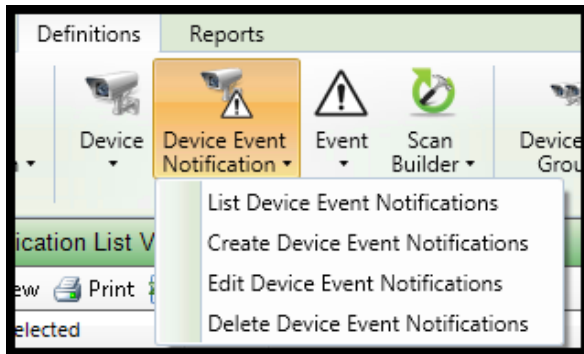 Definitions Reports
Device Device Event Event Scan Device
Notification Builder Grou
List Device Event Notifications
ication List V
Create Device Event Notifications
ew Print
Edit Device Event Notifications
elected
Delete Device Event Notifications